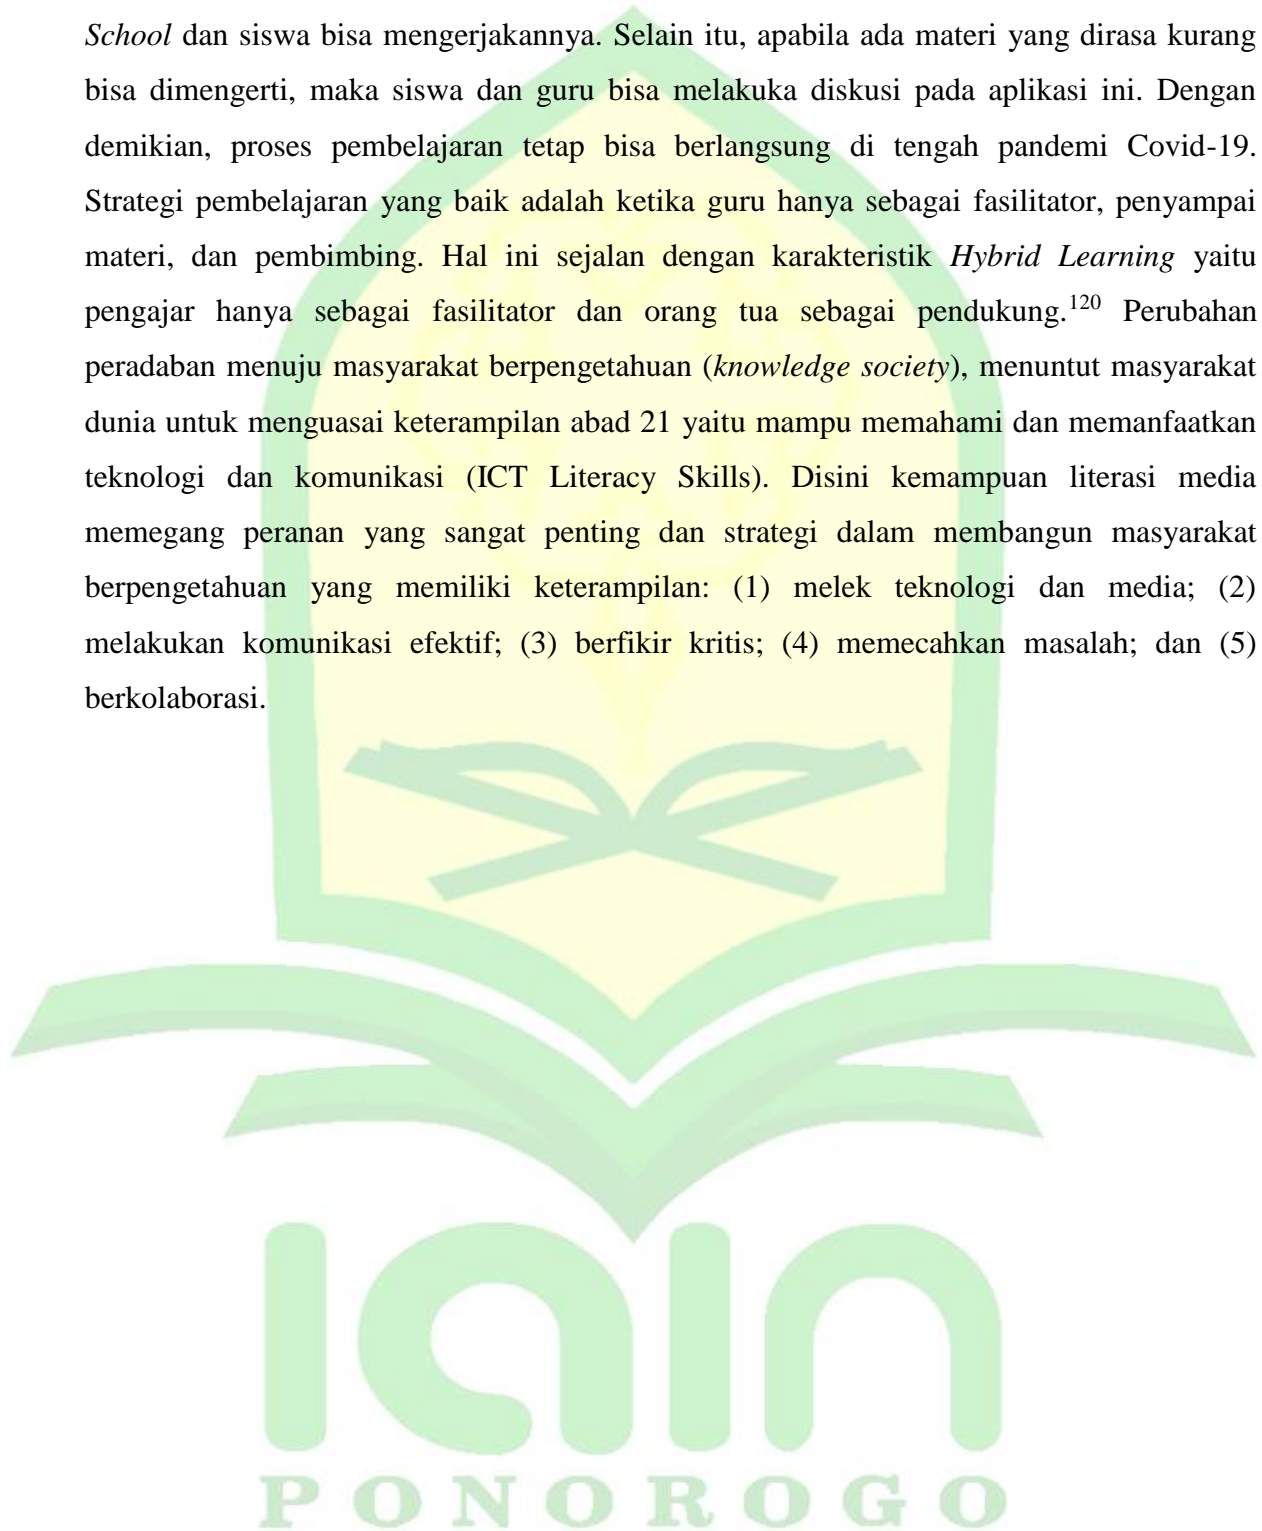 School dan siswa bisa mengerjakannya. Selain itu, apabila ada materi yang dirasa kurang
bisa dimengerti, maka siswa dan guru bisa melakuka diskusi pada aplikasi ini. Dengan
demikian, proses pembelajaran tetap bisa berlangsung di tengah pandemi Covid-19.
Strategi pembelajaran yang baik adalah ketika guru hanya sebagai fasilitator, penyampai
materi, dan pembimbing. Hal ini sejalan dengan karakteristik Hybrid Learning yaitu
pengajar hanya sebagai fasilitator dan orang tua sebagai pendukung.120 Perubahan
peradaban menuju masyarakat berpengetahuan (knowledge society), menuntut masyarakat
dunia untuk menguasai keterampilan abad 21 yaitu mampu memahami dan memanfaatkan
teknologi dan komunikasi (ICT Literacy Skills). Disini kemampuan literasi media
memegang peranan yang sangat penting dan strategi dalam membangun masyarakat
berpengetahuan yang memiliki keterampilan: (1) melek teknologi dan media; (2)
melakukan komunikasi efektif; (3) berfikir kritis; (4) memecahkan masalah; dan (5)
berkolaborasi.
iain
PONOROGO